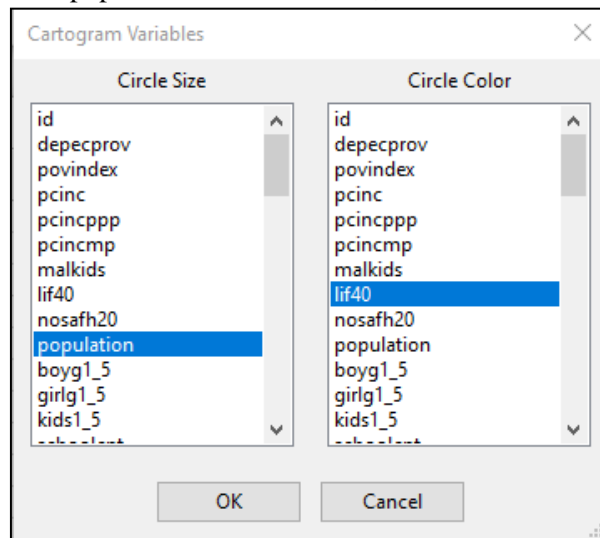 Cartogram Variables
Circle Size
id
depecprov
povindex
pcinc
pcincppp
pcincmp
malkids
lif40
nosafh20
population
boyg1_5
girlg1_5
kids1_5
Circle Color
id
depecprov
povindex
pcinc
pcincppp
pcincmp
malkids
lif40
nosafh20
population
boyg1_5
girlg1_5
kids1_5
OK
Cancel